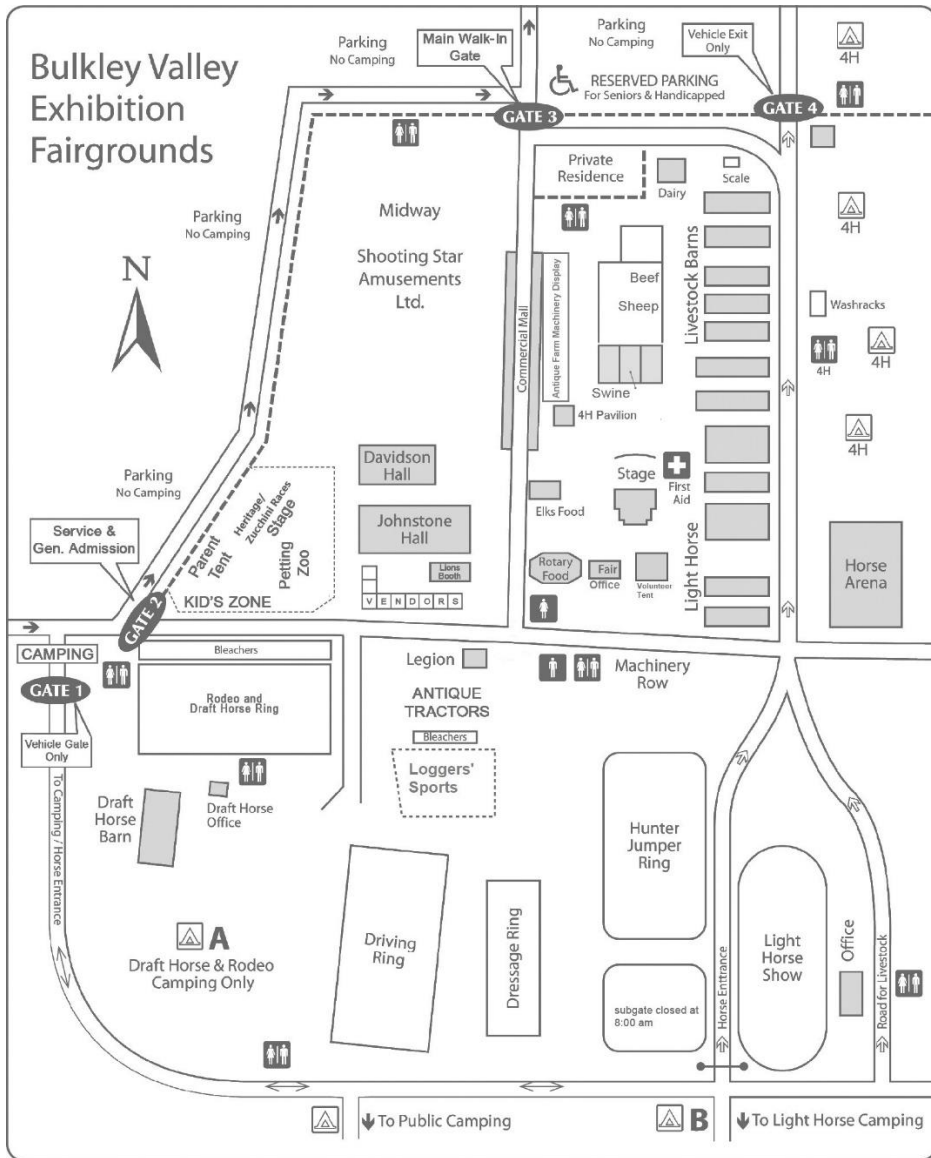 Bulkley Valley
Exhibition
Fairgrounds
Parking
No Camping
Main Walk-In
Gate
Parking
No Camping
Vehicle Exit
Only
4H
RESERVED PARKING
For Seniors & Handicapped
GATE 3
GATE 4
Private
Residence
Dairy
Scale
Parking
No Camping
Midway
4H
N
Shooting Star
Amusements
Ltd.
Beef
Sheep
Swine
Livestock Barns
Washracks
4H
4H
Commercial Mall
Antique Farm Machinery Display
4H Pavilion
4H
Davidson
Hall
Parking
No Camping
Stage
First
Aid
Elks Food
Service &
Gen. Admission
Parent
Tent
Heritage/
Zucchini Races
Stage
Petting
Zoo
KID'S ZONE
Johnstone
Hall
Lions
Booth
VENDORS
Rotary
Food
Fair
Office
Volunteer
Tent
Light Horse
Horse
Arena
GATE 2
CAMPING
GATE 1
Vehicle Gate
Only
Bleachers
Rodeo and
Draft Horse Ring
Legion
ANTIQUE
TRACTORS
Bleachers
Loggers'
Sports
Machinery
Row
To Camping / Horse Entrance
Draft
Horse
Barn
Draft Horse
Office
Hunter
Jumper
Ring
A
Draft Horse & Rodeo
Camping Only
Driving
Ring
Dressage Ring
subgate closed at
8:00 am
Horse Enttrance
Light
Horse
Show
Office
Road for Livestock
To Public Camping
B
To Light Horse Camping